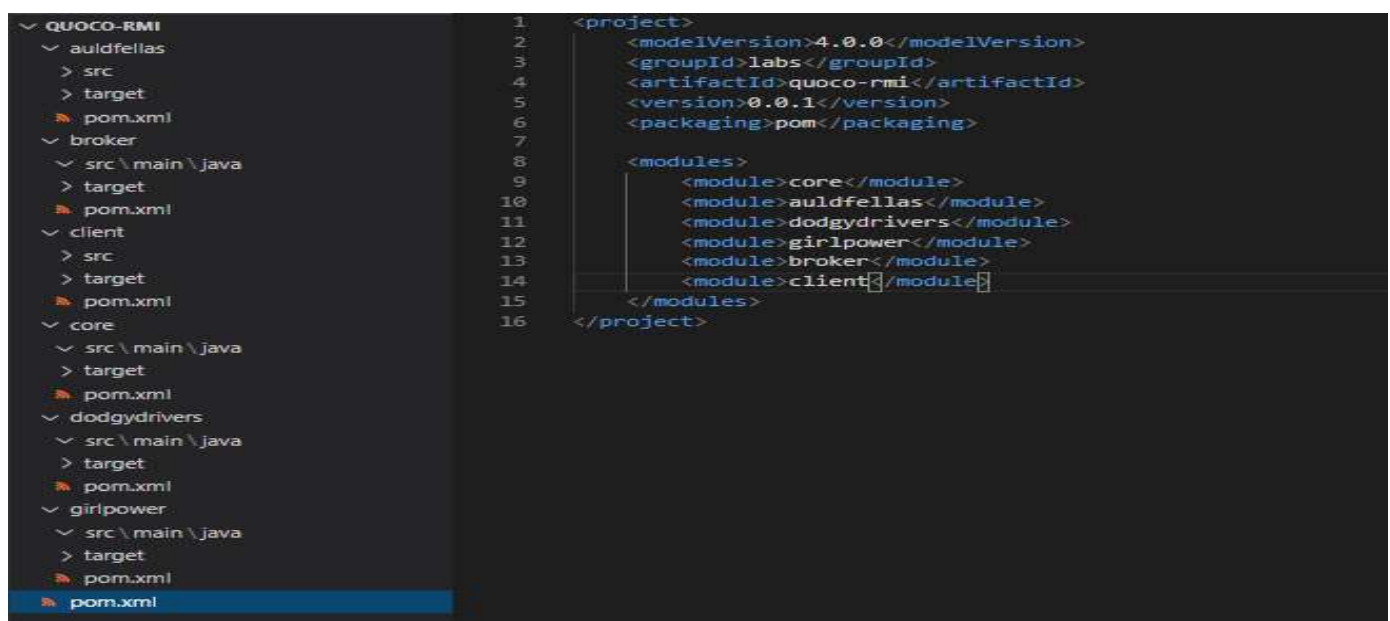 QUOCO-RMI
auldfellas
src
target
pom.xml
broker
src\main\java
target
pom.xml
client
src
target
pom.xml
core
src\main\java
target
pom.xml
dodgydrivers
src\main\java
target
pom.xml
girlpower
src\main\java
target
pom.xml
pom.xml
1 <project>
2 <modelVersion>4.0.0</modelVersion>
3 <groupId>labs</groupId>
4 <artifactId>quoco-rmi</artifactId>
5 <version>0.0.1</version>
6 <packaging>pom</packaging>
7
8 <modules>
9 <module>core</module>
10 <module>auldfellas</module>
11 <module>dodgydrivers</module>
12 <module>girlpower</module>
13 <module>broker</module>
14 <module>client</module>
15 </modules>
16 </project>